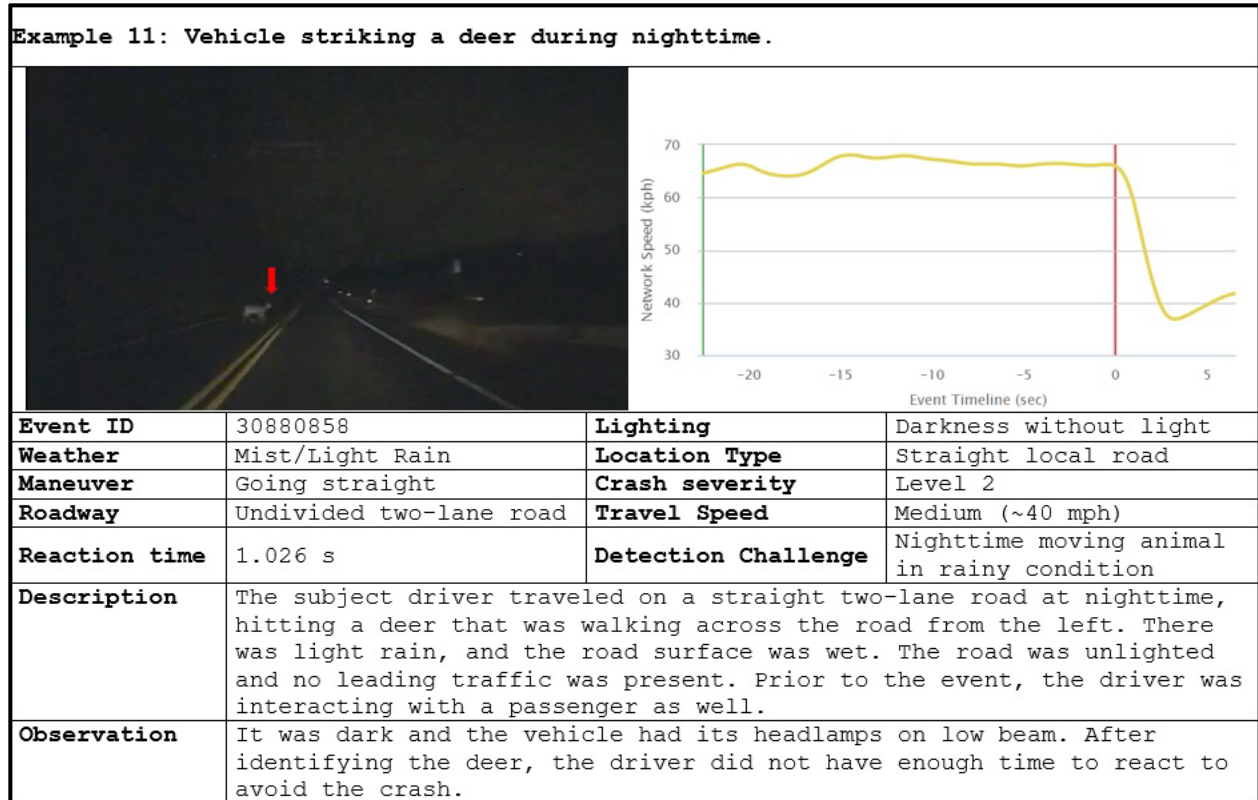 Example 11: Vehicle striking a deer during nighttime.
70
60
50
40
30
Network Speed (kph)
-20 -15 -10 -5 0 5
Event Timeline (sec)
Event ID 30880858 Lighting Darkness without light
Weather Mist/Light Rain Location Type Straight local road
Maneuver Going straight Crash severity Level 2
Roadway Undivided two-lane road Travel Speed Medium (~40 mph)
Reaction time 1.026 s Detection Challenge Nighttime moving animal
in rainy condition
Description The subject driver traveled on a straight two-lane road at nighttime,
hitting a deer that was walking across the road from the left. There
was light rain, and the road surface was wet. The road was unlighted
and no leading traffic was present. Prior to the event, the driver was
interacting with a passenger as well.
Observation It was dark and the vehicle had its headlamps on low beam. After
identifying the deer, the driver did not have enough time to react to
avoid the crash.